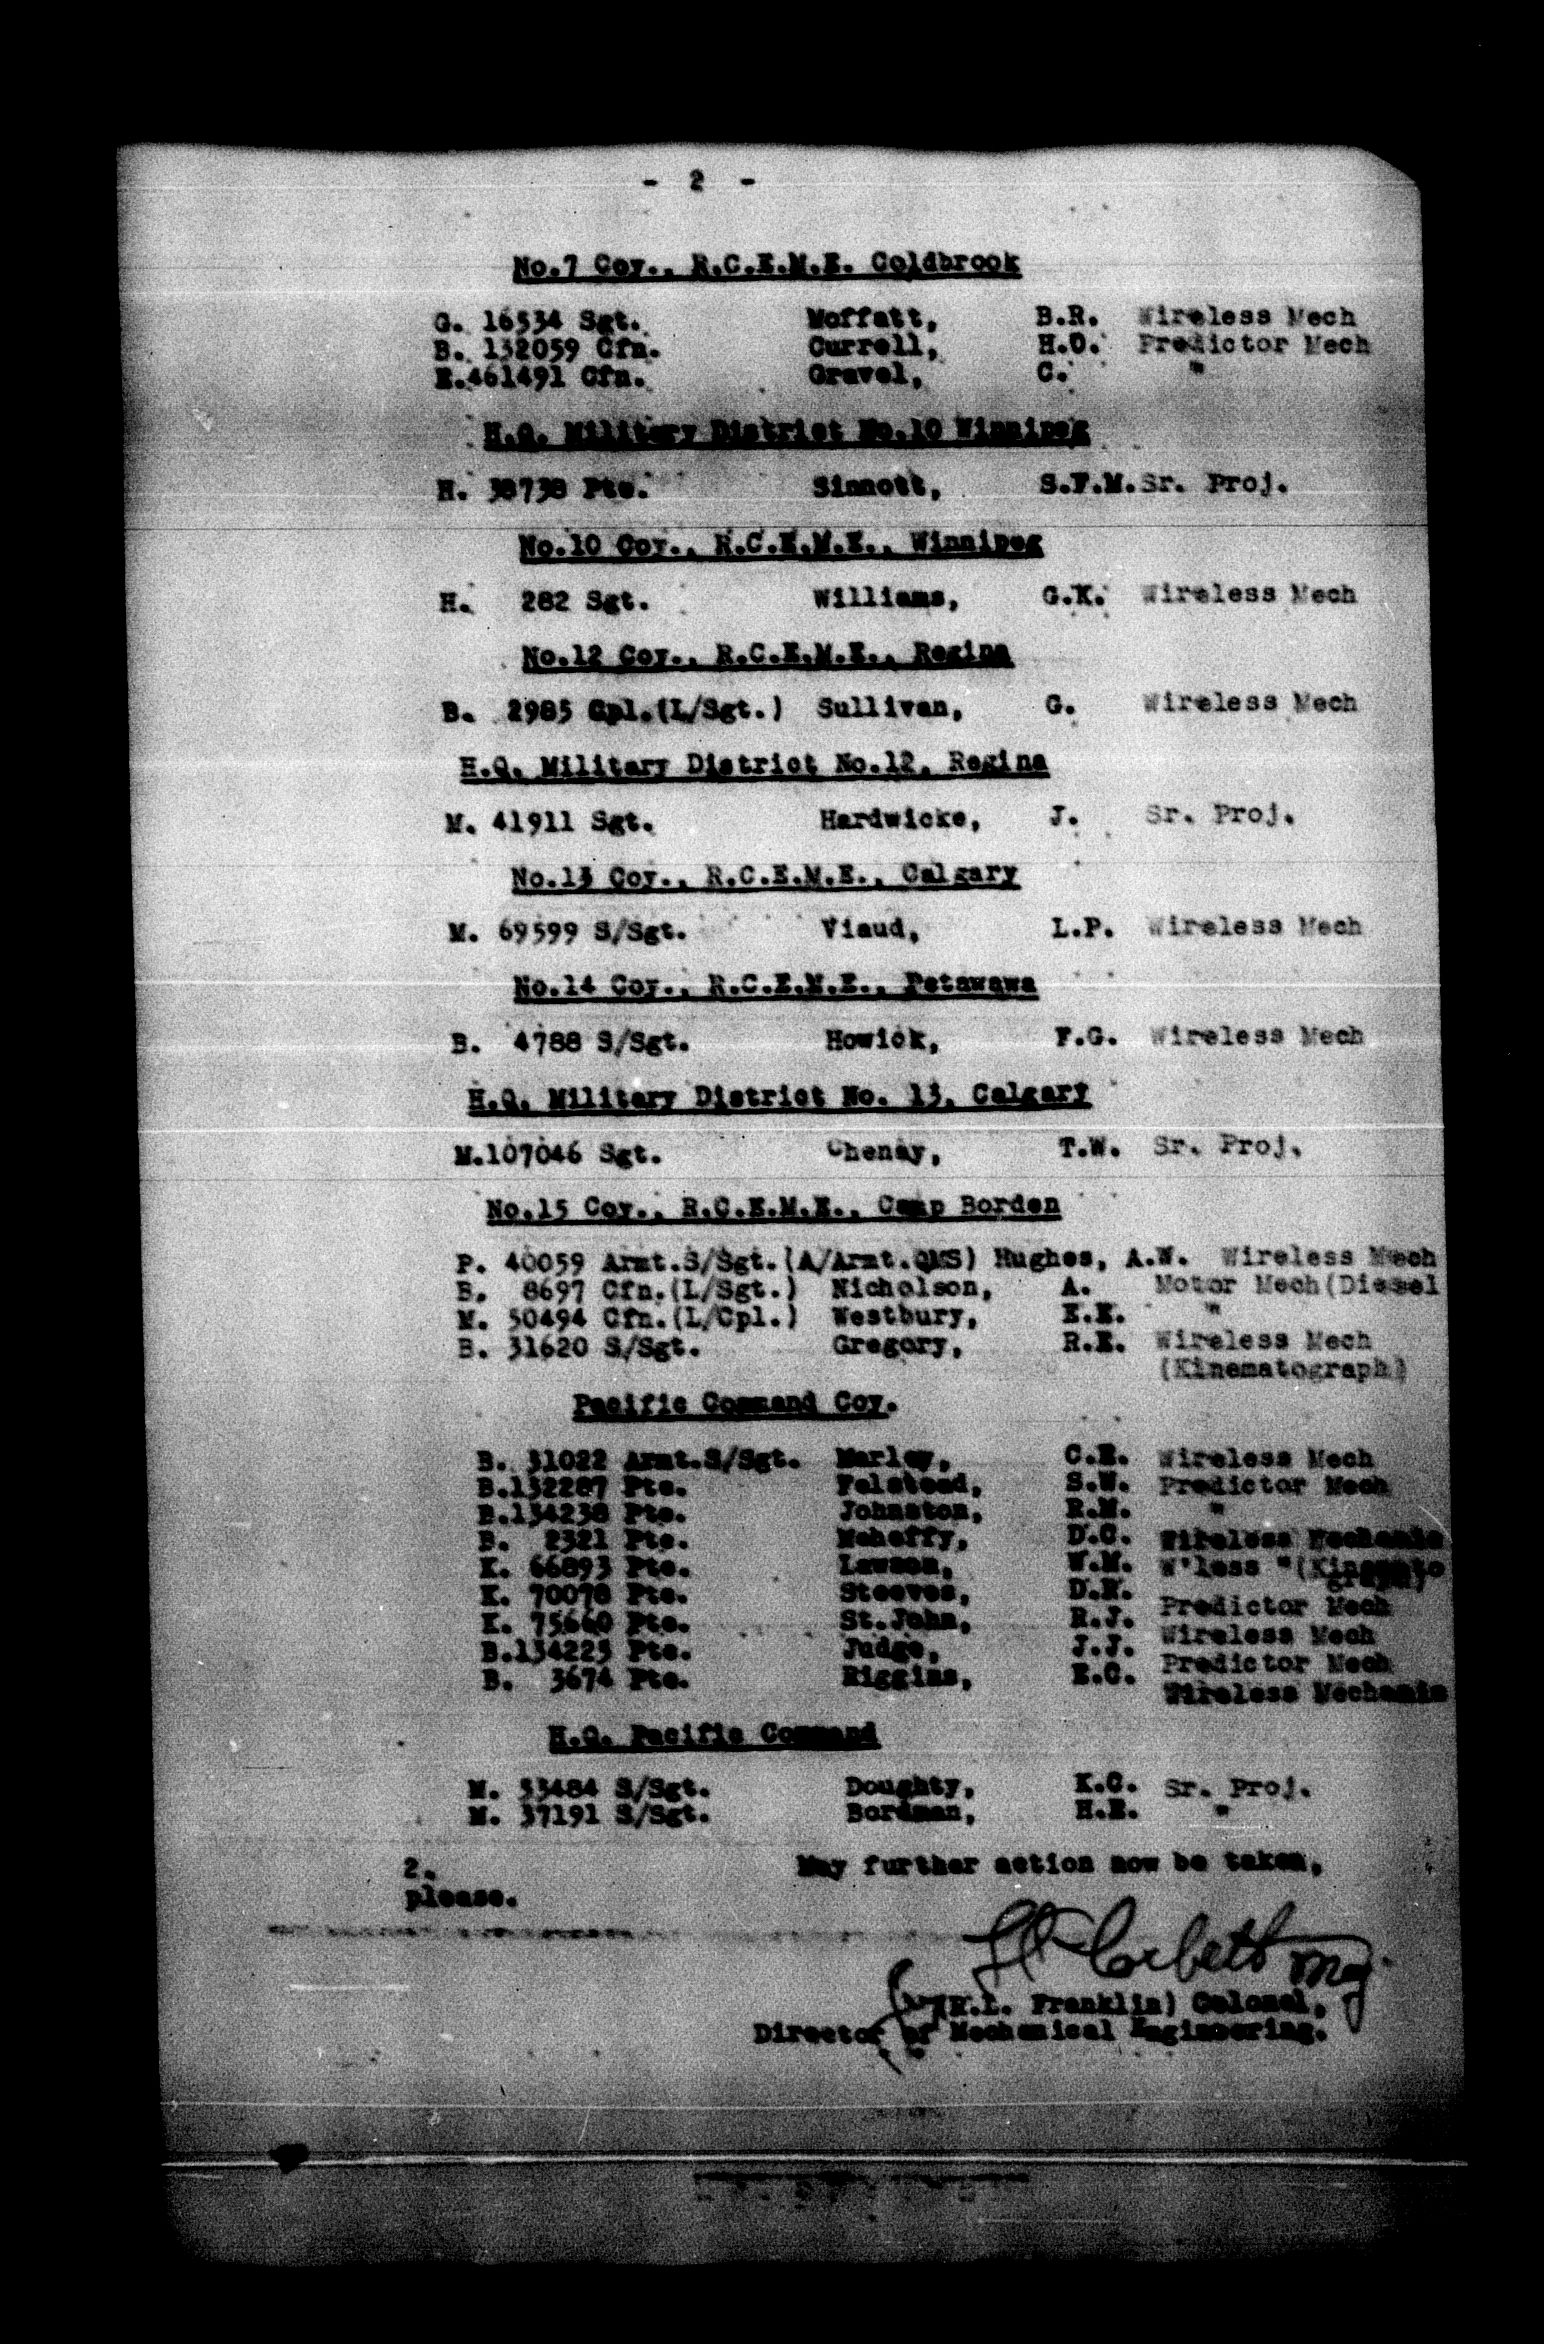 - 2 -
No.7 Coy., R.C.E.M.E. Coldbrook
G. 16534 Sgt. Moffatt, B.R. Wireless Mech
B. 132059 Cfn. Currell, H.O. Predictor Mech
E.461491 Cfn. Gravel, C. "
H.Q. Military District No.10 Winnipeg
H. 38738 Pte. Sinnott, S.F.M. Sr. Proj.
No.10 Coy., R.C.E.M.E., Winnipeg
H. 282 Sgt. Williams, G.K. Wireless Mech
No.12 Coy., R.C.E.M.E., Regina
B. 2985 Cpl.(L/Sgt.) Sullivan, G. Wireless Mech
H.Q. Military District No.12, Regina
M. 41911 Sgt. Hardwicke, J. Sr. Proj.
No.13 Coy., R.C.E.M.E., Calgary
M. 69599 S/Sgt. Viaud, L.P. Wireless Mech
No.14 Coy., R.C.E.M.E., Petawawa
B. 4788 S/Sgt. Howick, F.G. Wireless Mech
H.Q. Military District No. 13, Calgary
M.107046 Sgt. Chenay, T.W. Sr. Proj.
No.15 Coy., R.C.E.M.E., Camp Borden
P. 40059 Armt.S/Sgt.(A/Armt.QMS) Hughes, A.W. Wireless Mech
B. 8697 Cfn.(L/Sgt.) Nicholson, A. Motor Mech(Diesel
M. 50494 Cfn.(L/Cpl.) Westbury, E.E. "
B. 31620 S/Sgt. Gregory, R.E. Wireless Mech
(Kinematograph)
Pacific Command Coy.
B. 31022 Armt.S/Sgt. Marley, C.E. Wireless Mech
B.132287 Pte. Felstead, S.W. Predictor Mech
B.134238 Pte. Johnston, R.M. "
B. 2321 Pte. Mehaffy, D.C. Wireless Mechanic
K. 66893 Pte. Lawson, W.M. W'less "(Kinemato
graph)
K. 70078 Pte. Steeves, D.H. Predictor Mech
K. 75660 Pte. St.John, R.J. Wireless Mech
B.134225 Pte. Judge, J.J. Predictor Mech
B. 3674 Pte. Riggins, E.C. Wireless Mechanic
H.Q. Pacific Command
M. 53484 S/Sgt. Doughty, K.C. Sr. Proj.
M. 37191 S/Sgt. Bordman, H.E. "
2. May further action now be taken,
please.
Corbett Maj.
(H.L. Franklin) Colonel,
Director of Mechanical Engineering.